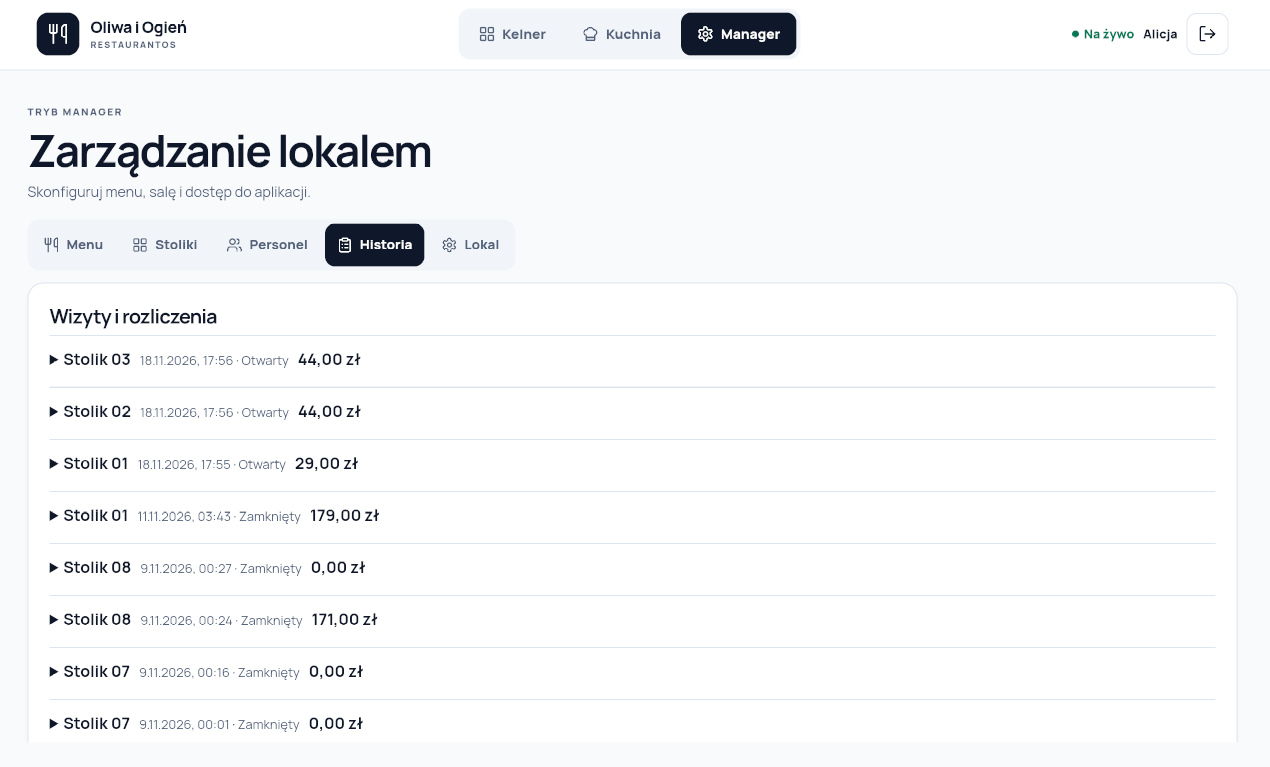 Oliwa i Ogień
RESTAURANTOS
Kelner
Kuchnia
Manager
Na żywo
Alicja
TRYB MANAGER
Zarządzanie lokalem
Skonfiguruj menu, salę i dostęp do aplikacji.
Menu
Stoliki
Personel
Historia
Lokal
Wizyty i rozliczenia
Stolik 03 18.11.2026, 17:56 · Otwarty 44,00 zł
Stolik 02 18.11.2026, 17:56 · Otwarty 44,00 zł
Stolik 01 18.11.2026, 17:55 · Otwarty 29,00 zł
Stolik 01 11.11.2026, 03:43 · Zamknięty 179,00 zł
Stolik 08 9.11.2026, 00:27 · Zamknięty 0,00 zł
Stolik 08 9.11.2026, 00:24 · Zamknięty 171,00 zł
Stolik 07 9.11.2026, 00:16 · Zamknięty 0,00 zł
Stolik 07 9.11.2026, 00:01 · Zamknięty 0,00 zł